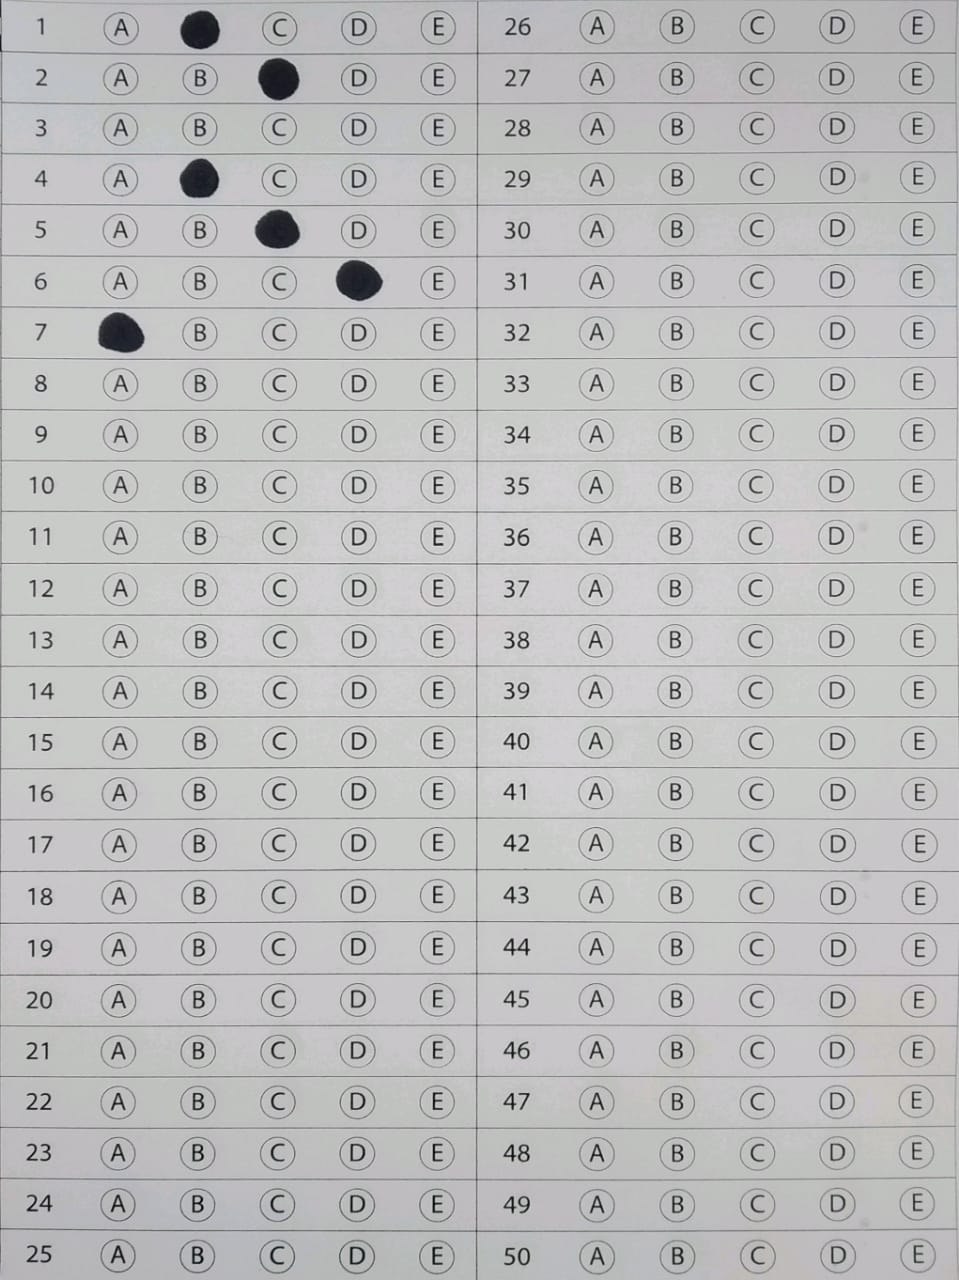 1 A C D E 26 A B C D E
2 A B D E 27 A B C D E
3 A B C D E 28 A B C D E
4 A C D E 29 A B C D E
5 A B D E 30 A B C D E
6 A B C E 31 A B C D E
7 B C D E 32 A B C D E
8 A B C D E 33 A B C D E
9 A B C D E 34 A B C D E
10 A B C D E 35 A B C D E
11 A B C D E 36 A B C D E
12 A B C D E 37 A B C D E
13 A B C D E 38 A B C D E
14 A B C D E 39 A B C D E
15 A B C D E 40 A B C D E
16 A B C D E 41 A B C D E
17 A B C D E 42 A B C D E
18 A B C D E 43 A B C D E
19 A B C D E 44 A B C D E
20 A B C D E 45 A B C D E
21 A B C D E 46 A B C D E
22 A B C D E 47 A B C D E
23 A B C D E 48 A B C D E
24 A B C D E 49 A B C D E
25 A B C D E 50 A B C D E